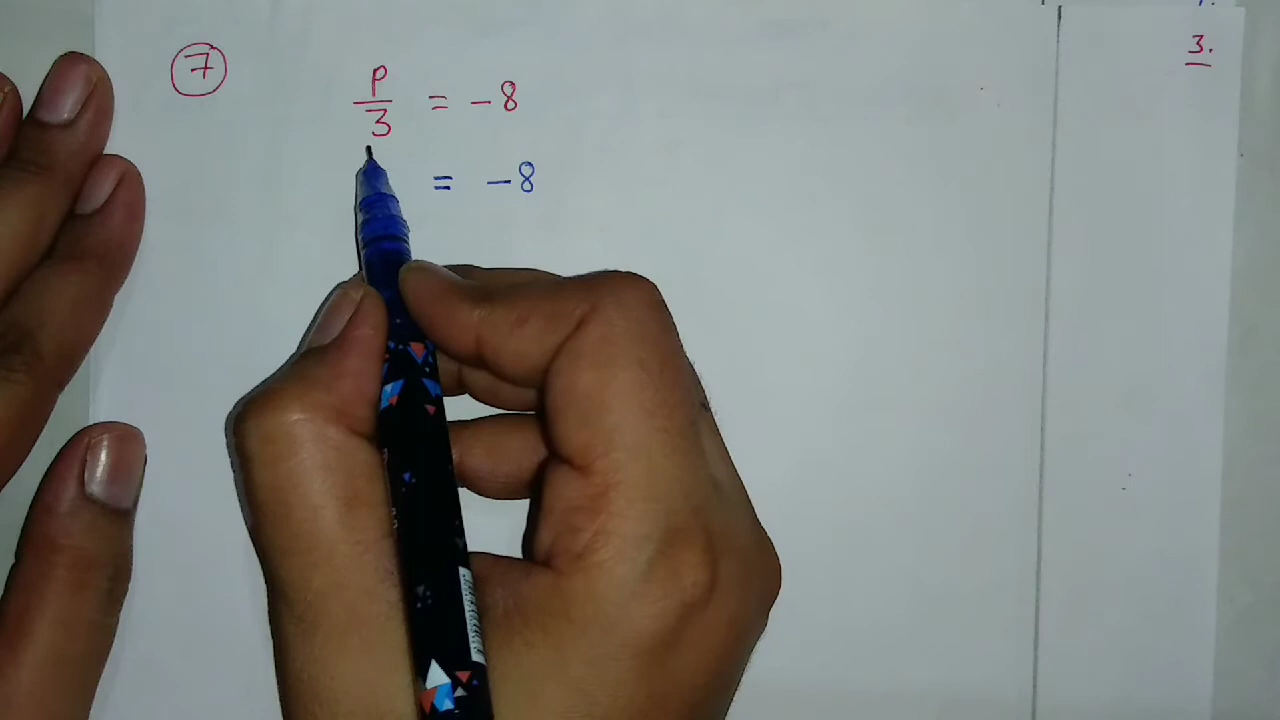 7 p/3 = -8
= -8
3.